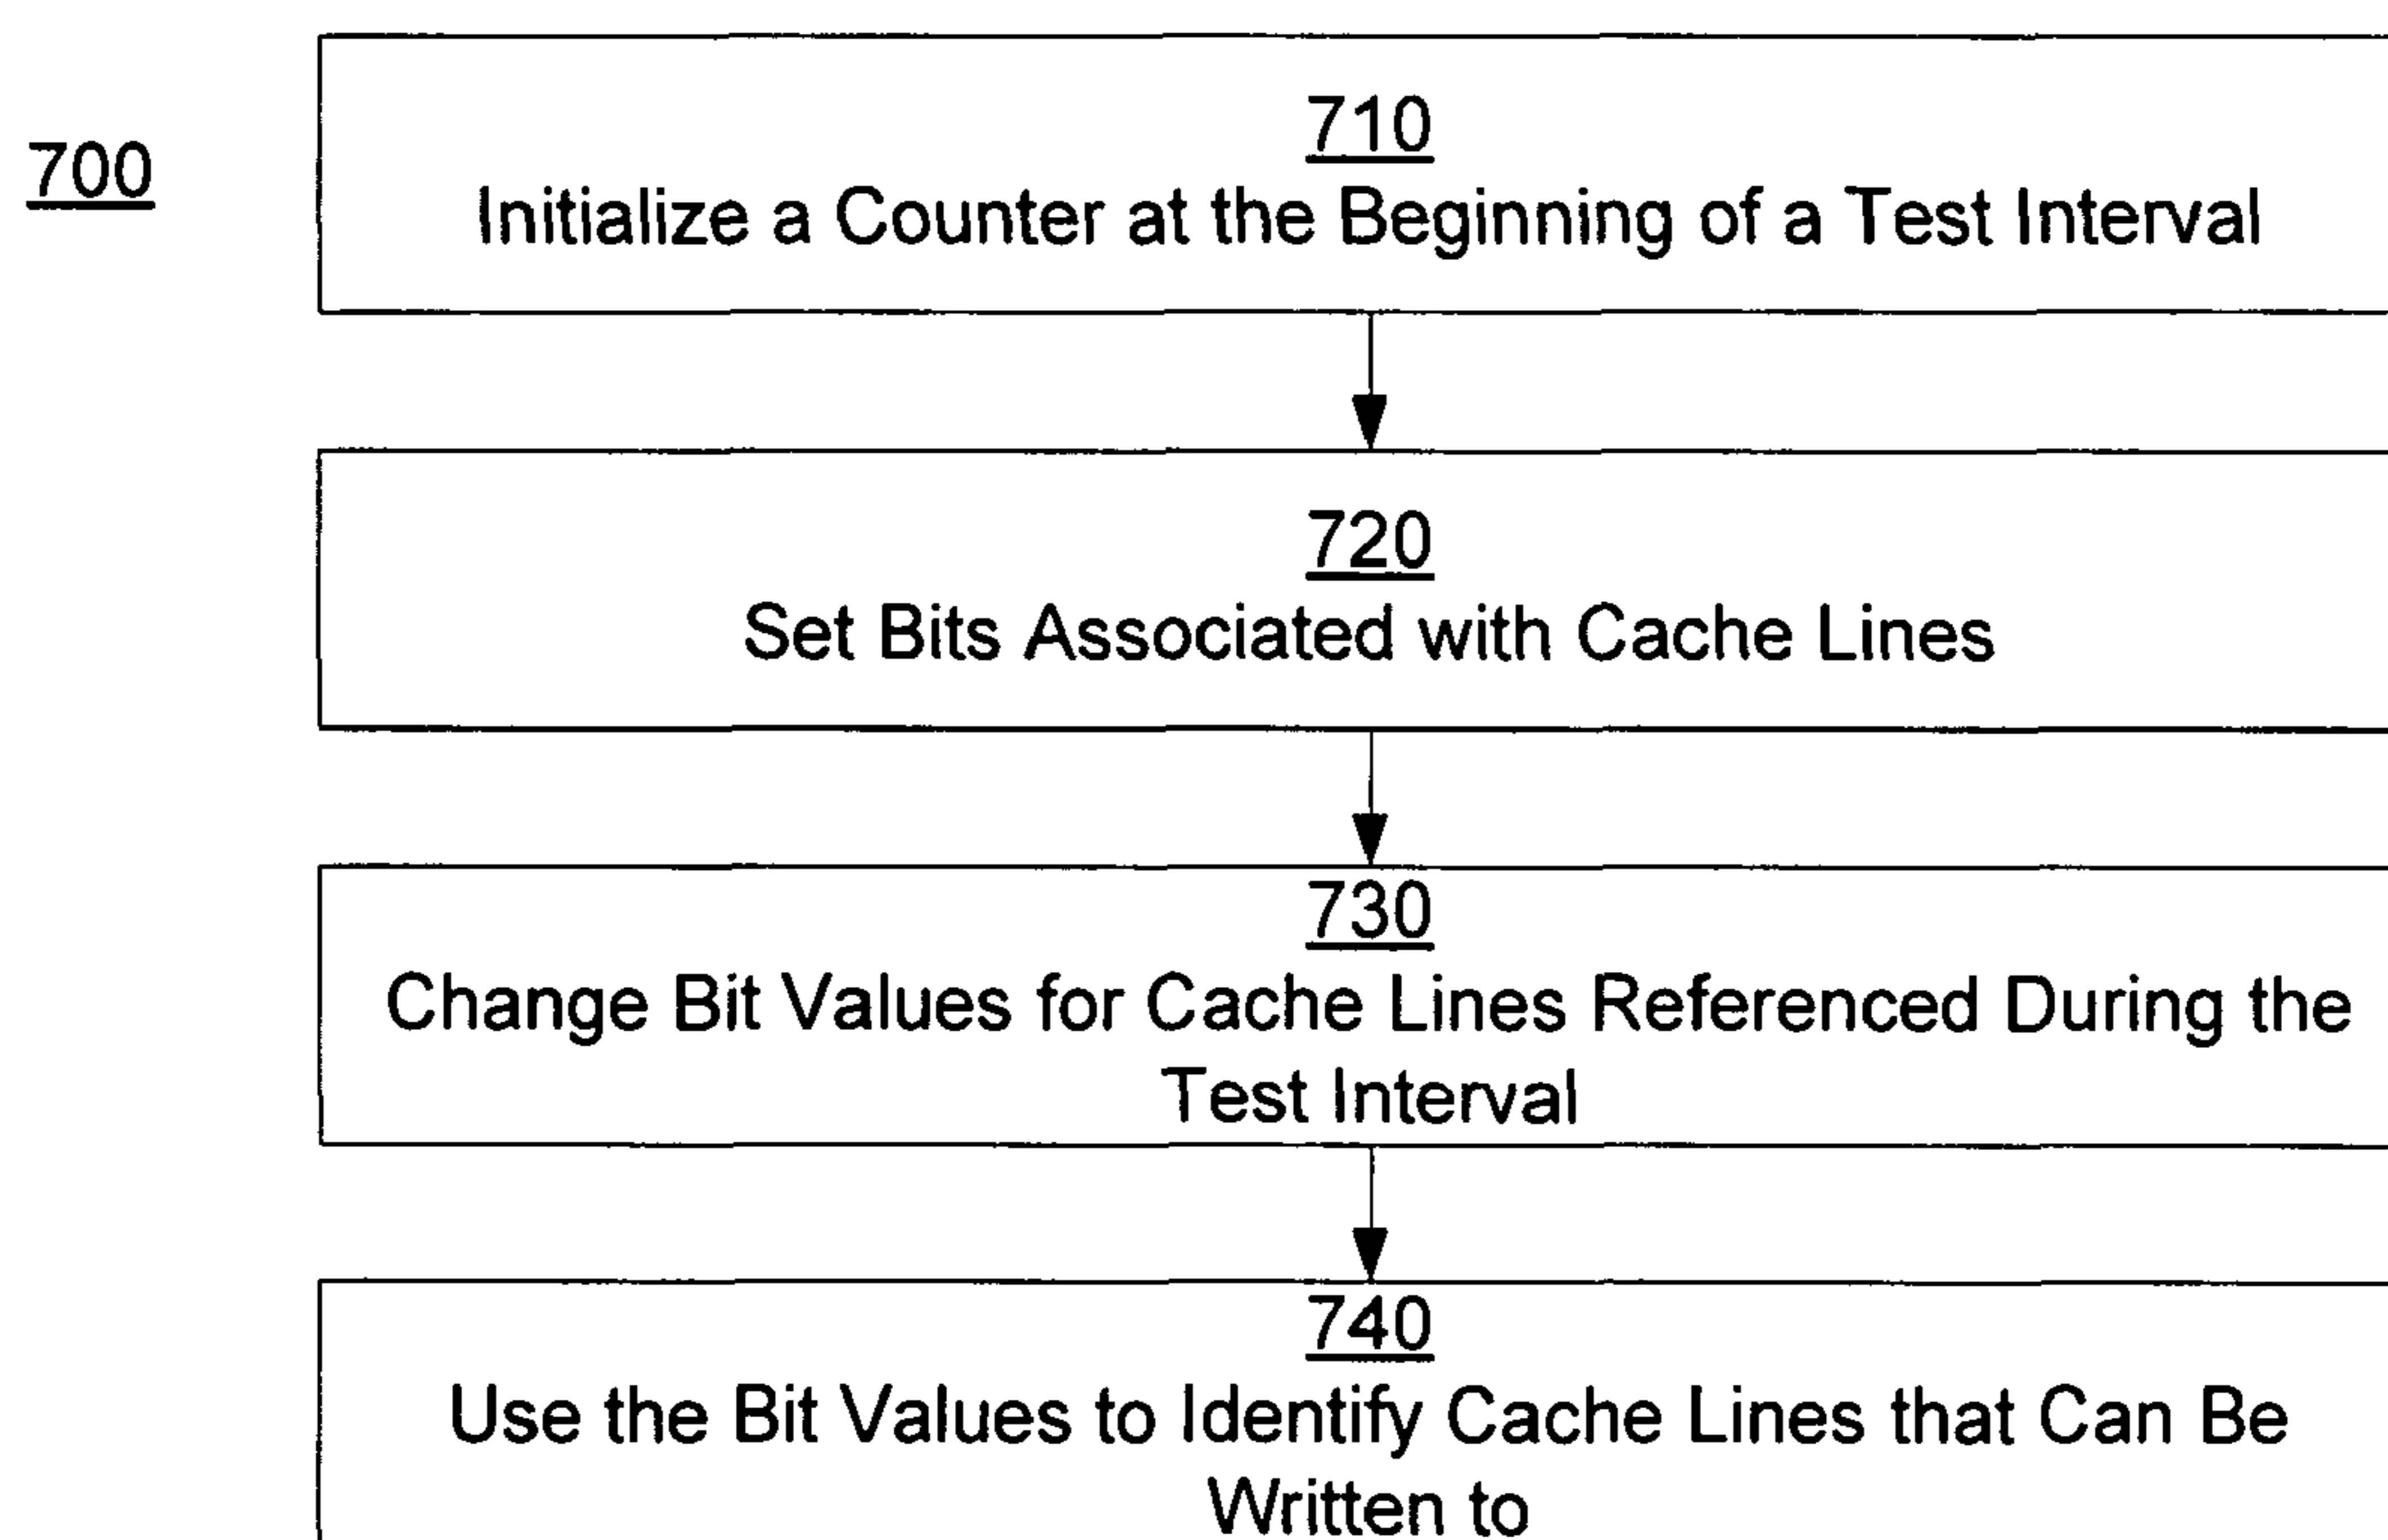 700
710
Initialize a Counter at the Beginning of a Test Interval
720
Set Bits Associated with Cache Lines
730
Change Bit Values for Cache Lines Referenced During the
Test Interval
740
Use the Bit Values to Identify Cache Lines that Can Be
Written to